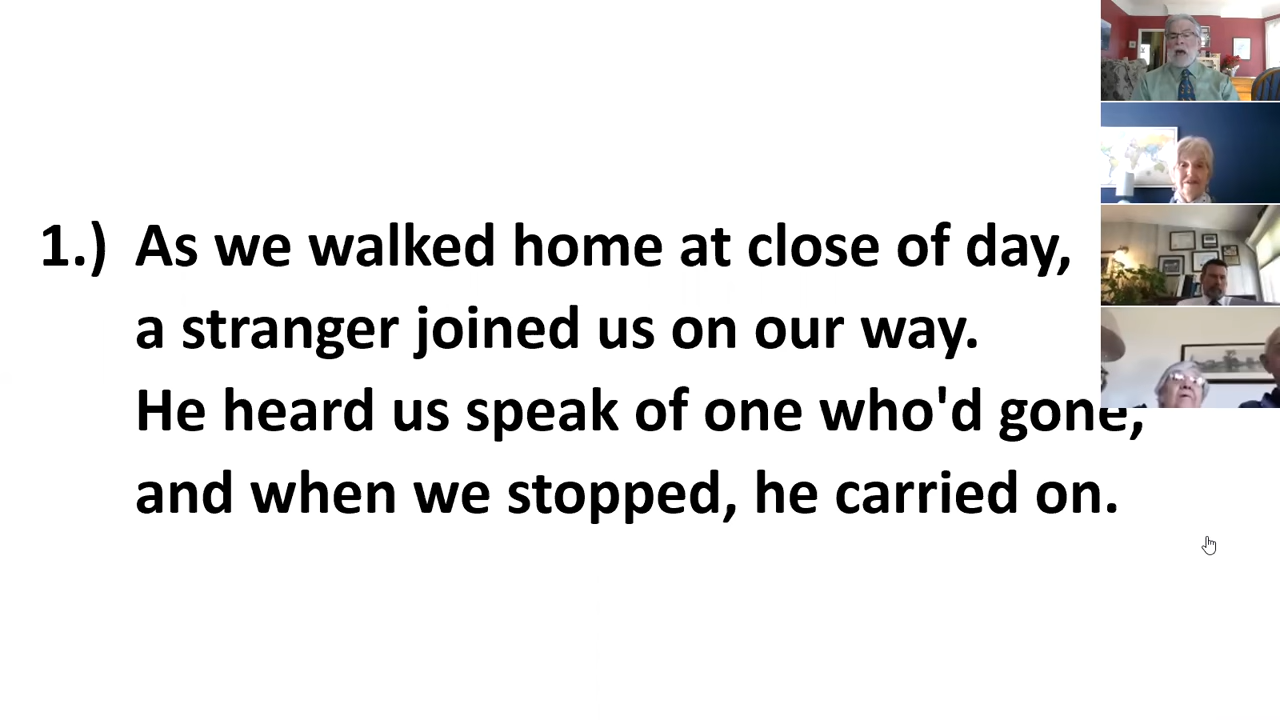 1.) As we walked home at close of day,
a stranger joined us on our way.
He heard us speak of one who'd gone,
and when we stopped, he carried on.